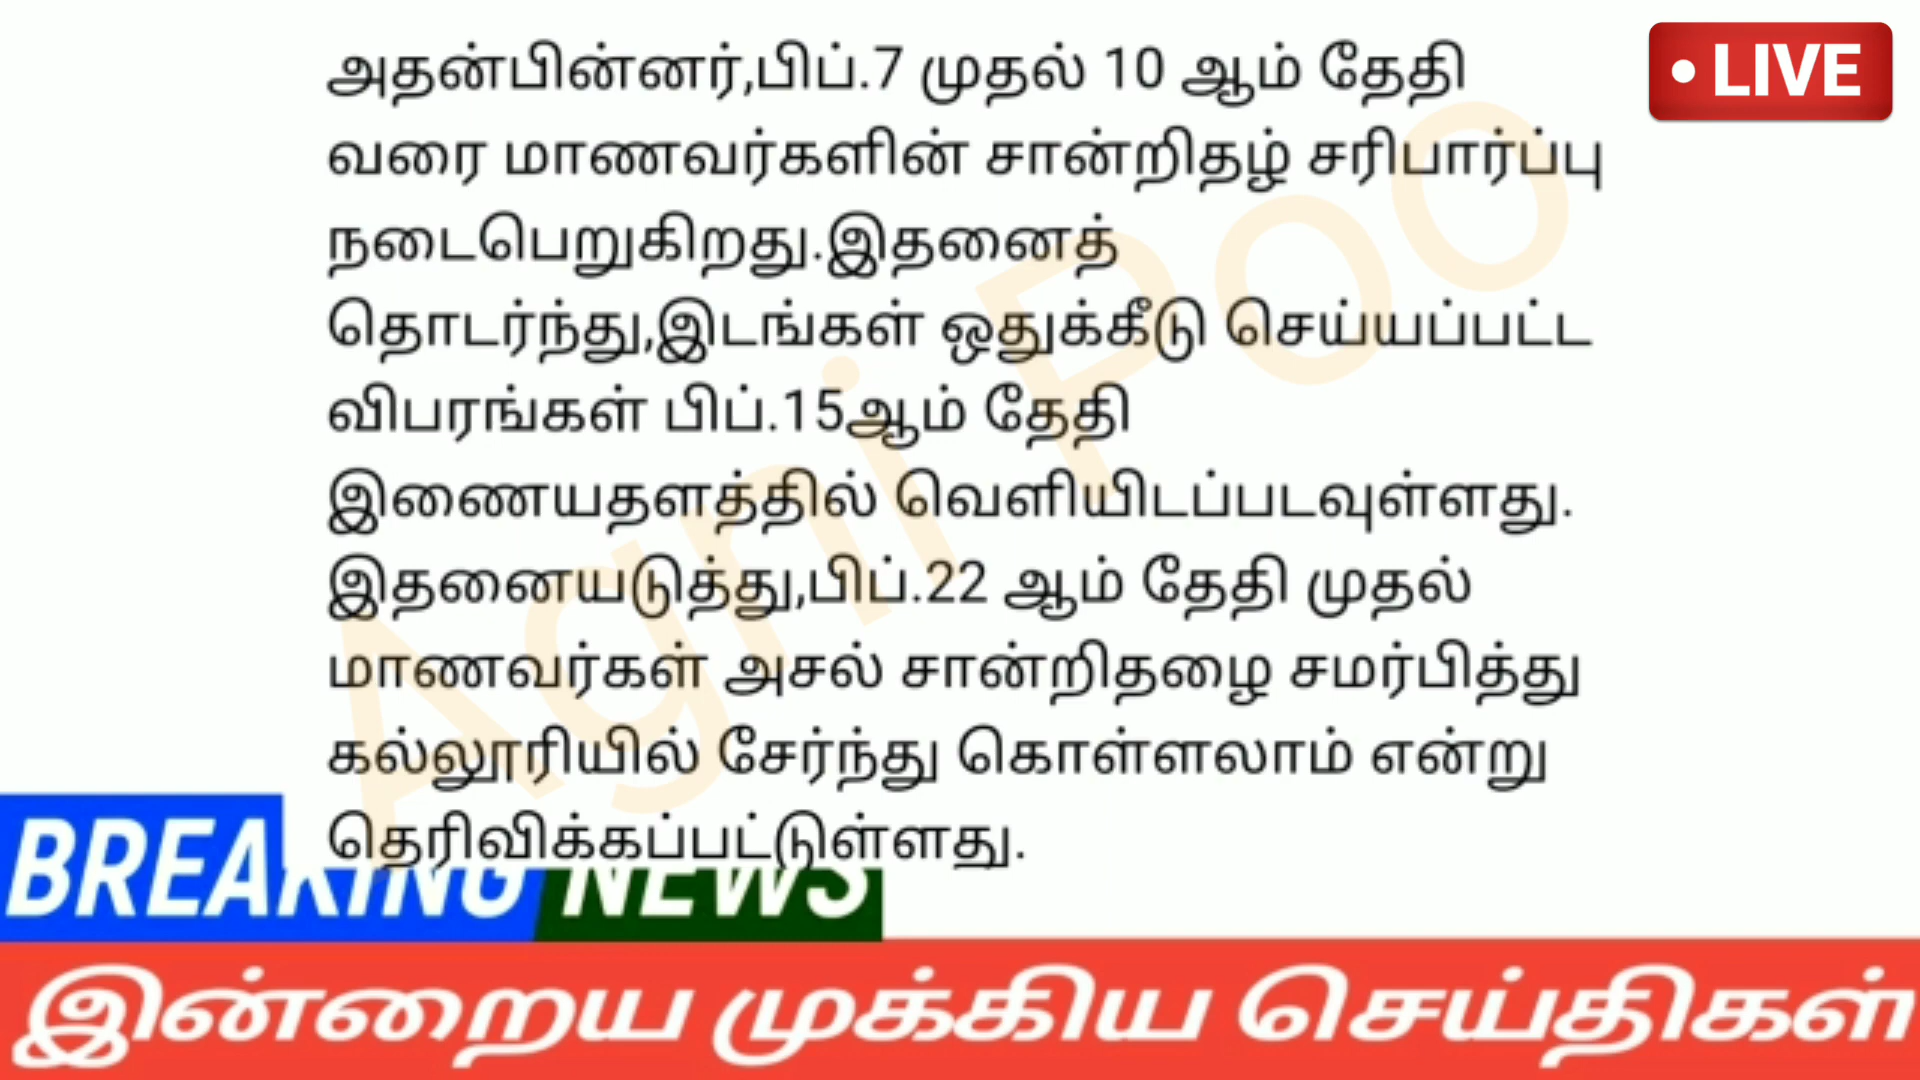 அதன்பின்னர்,பிப்.7 முதல் 10 ஆம் தேதி
• LIVE
வரை மாணவர்களின் சான்றிதழ் சரிபார்ப்பு
நடைபெறுகிறது.இதனைத்
தொடர்ந்து,இடங்கள் ஒதுக்கீடு செய்யப்பட்ட
விபரங்கள் பிப்.15ஆம் தேதி
இணையதளத்தில் வெளியிடப்படவுள்ளது.
இதனையடுத்து,பிப்.22 ஆம் தேதி முதல்
மாணவர்கள் அசல் சான்றிதழை சமர்பித்து
கல்லூரியில் சேர்ந்து கொள்ளலாம் என்று
தெரிவிக்கப்பட்டுள்ளது.
Agni Poo
BREAKING NEWS
இன்றைய முக்கிய செய்திகள்